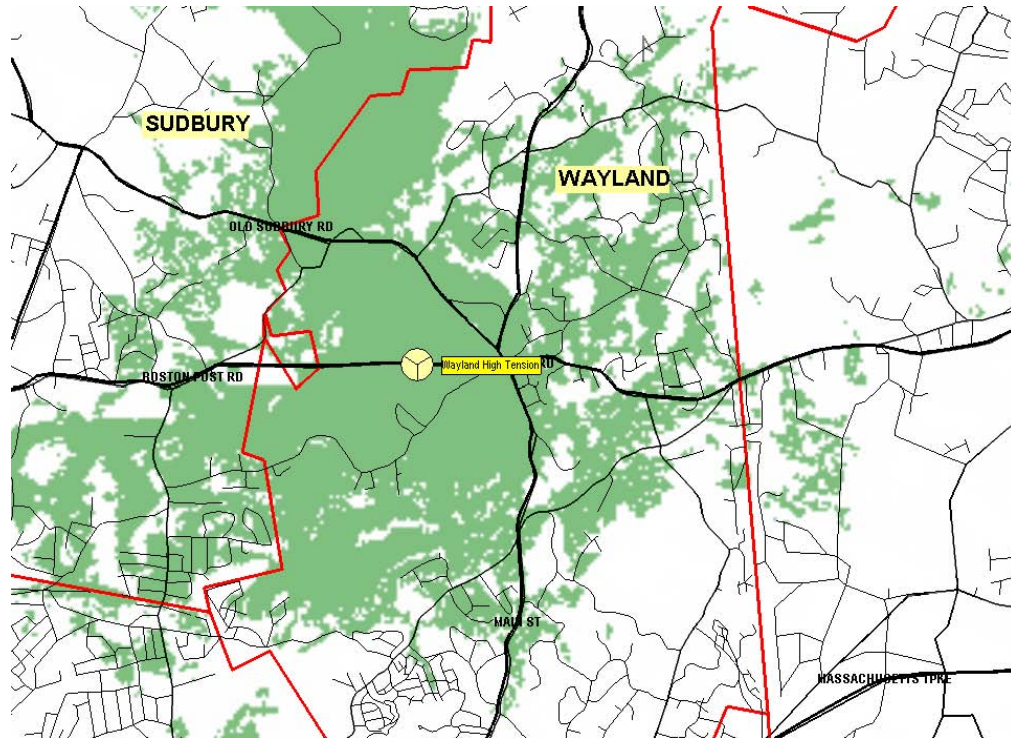 SUDBURY
WAYLAND
OLD SUDBURY RD
Wayland High Tension
RD
BOSTON POST RD
MAIN ST
MASSACHUSETTS TPKE